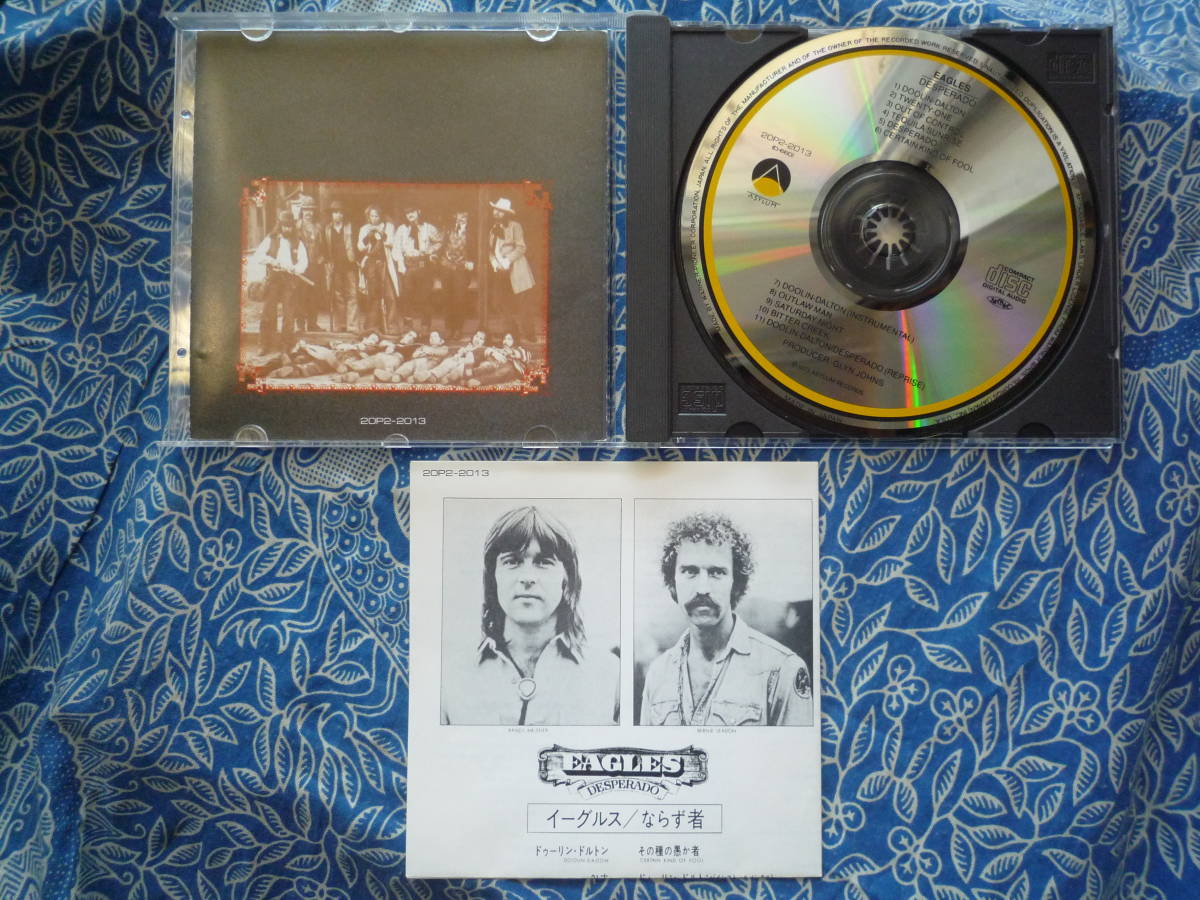 20P2-2013
EAGLES
DESPERADO
1) DOOLIN-DALTON
2) TWENTY-ONE
3) OUT OF CONTROL
4) TEQUILA SUNRISE
5) DESPERADO
6) CERTAIN KIND OF FOOL
20P2-2013
ASYLUM
COMPACT
disc
DIGITAL AUDIO
7) DOOLIN-DALTON (INSTRUMENTAL)
8) OUTLAW MAN
9) SATURDAY NIGHT
10) BITTER CREEK
11) DOOLIN-DALTON/DESPERADO (REPRISE)
PRODUCER: GLYN JOHNS
20P2-2013
RANDY MEISNER
BERNIE LEADON
EAGLES
DESPERADO
イーグルス/ならず者
ドゥーリン・ドルトン
DOOLIN-DALTON
その種の愚か者
CERTAIN KIND OF FOOL